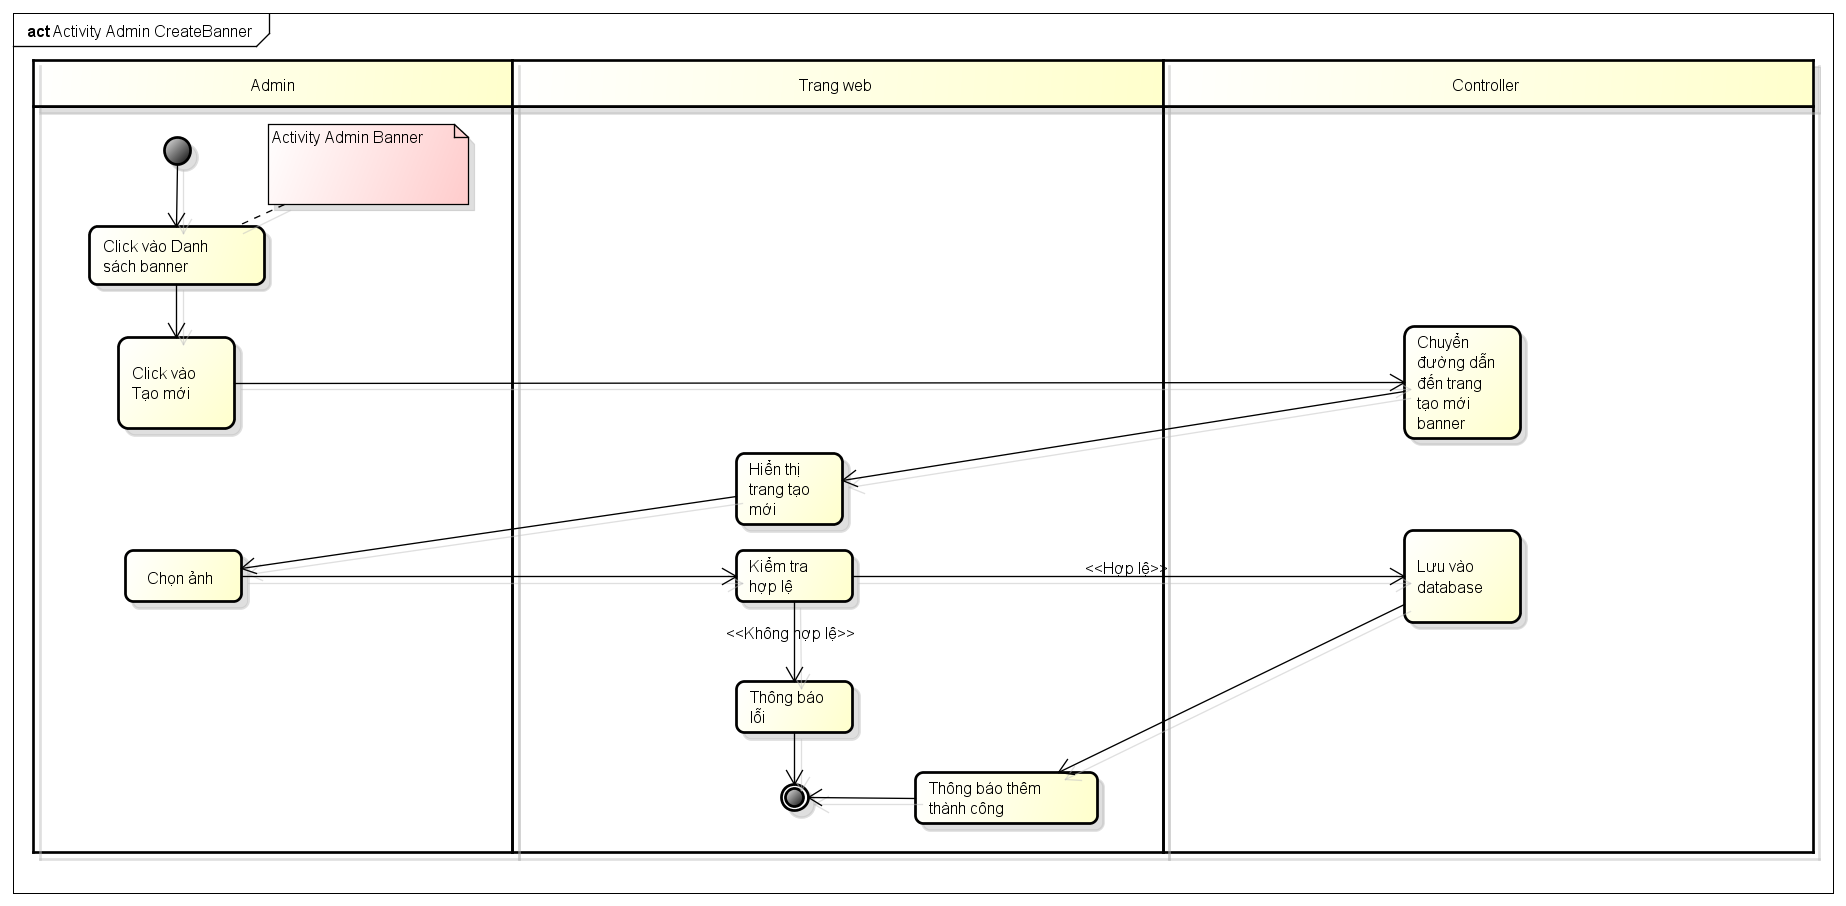 act Activity Admin CreateBanner
Admin
Trang web
Controller
Activity Admin Banner
Click vào Danh
sách banner
Click vào
Tạo mới
Chuyển
đường dẫn
đến trang
tạo mới
banner
Hiển thị
trang tạo
mới
Chọn ảnh
Kiểm tra
hợp lệ
<<Hợp lệ>>
Lưu vào
database
<<Không hợp lệ>>
Thông báo
lỗi
Thông báo thêm
thành công